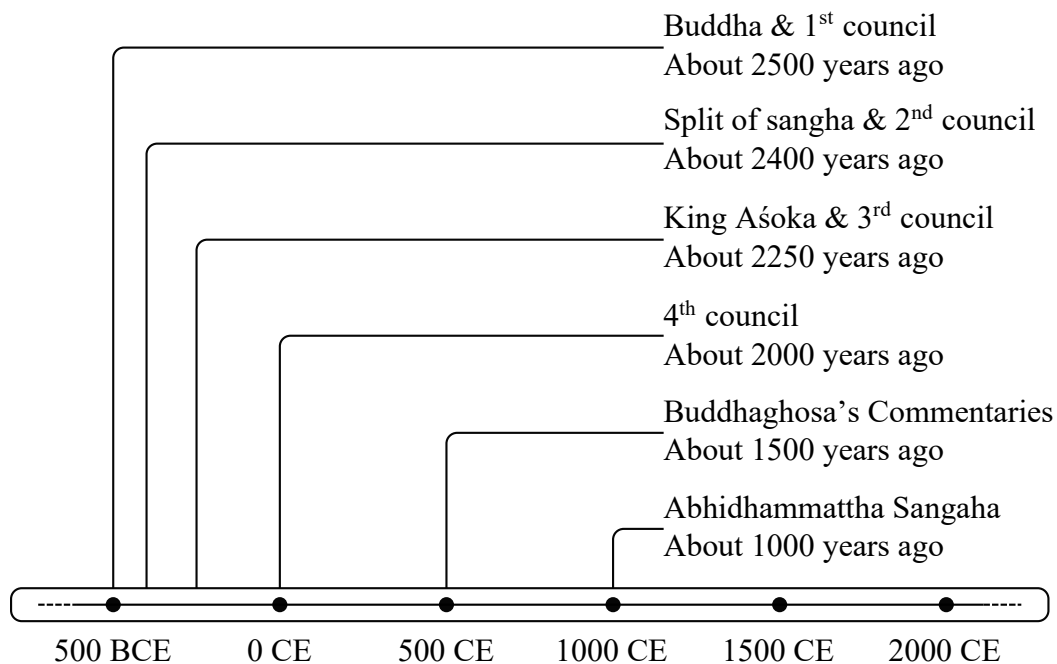 Buddha & 1st council
About 2500 years ago
Split of sangha & 2nd council
About 2400 years ago
King Aśoka & 3rd council
About 2250 years ago
4th council
About 2000 years ago
Buddhaghosa’s Commentaries
About 1500 years ago
Abhidhammattha Sangaha
About 1000 years ago
500 BCE 0 CE 500 CE 1000 CE 1500 CE 2000 CE